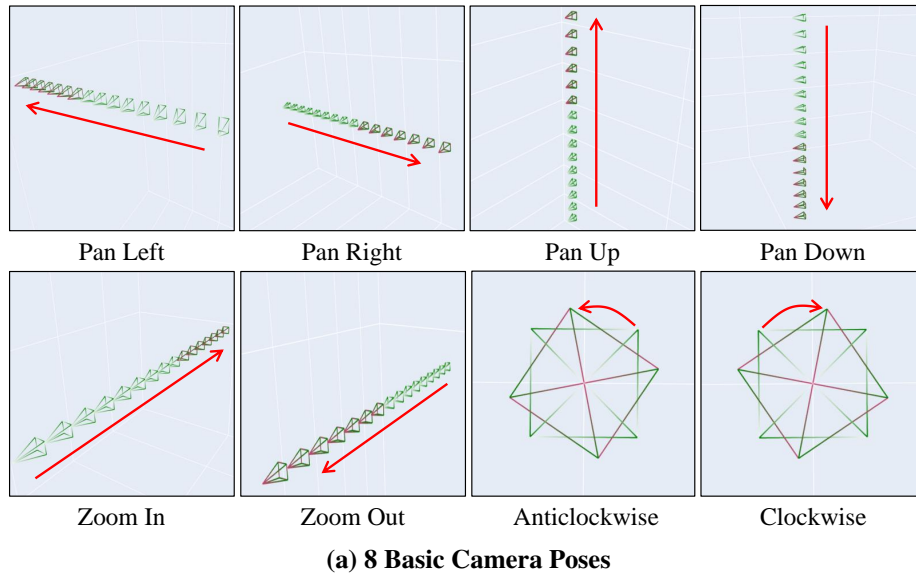 Pan Left
Pan Right
Pan Up
Pan Down
Zoom In
Zoom Out
Anticlockwise
Clockwise
(a) 8 Basic Camera Poses